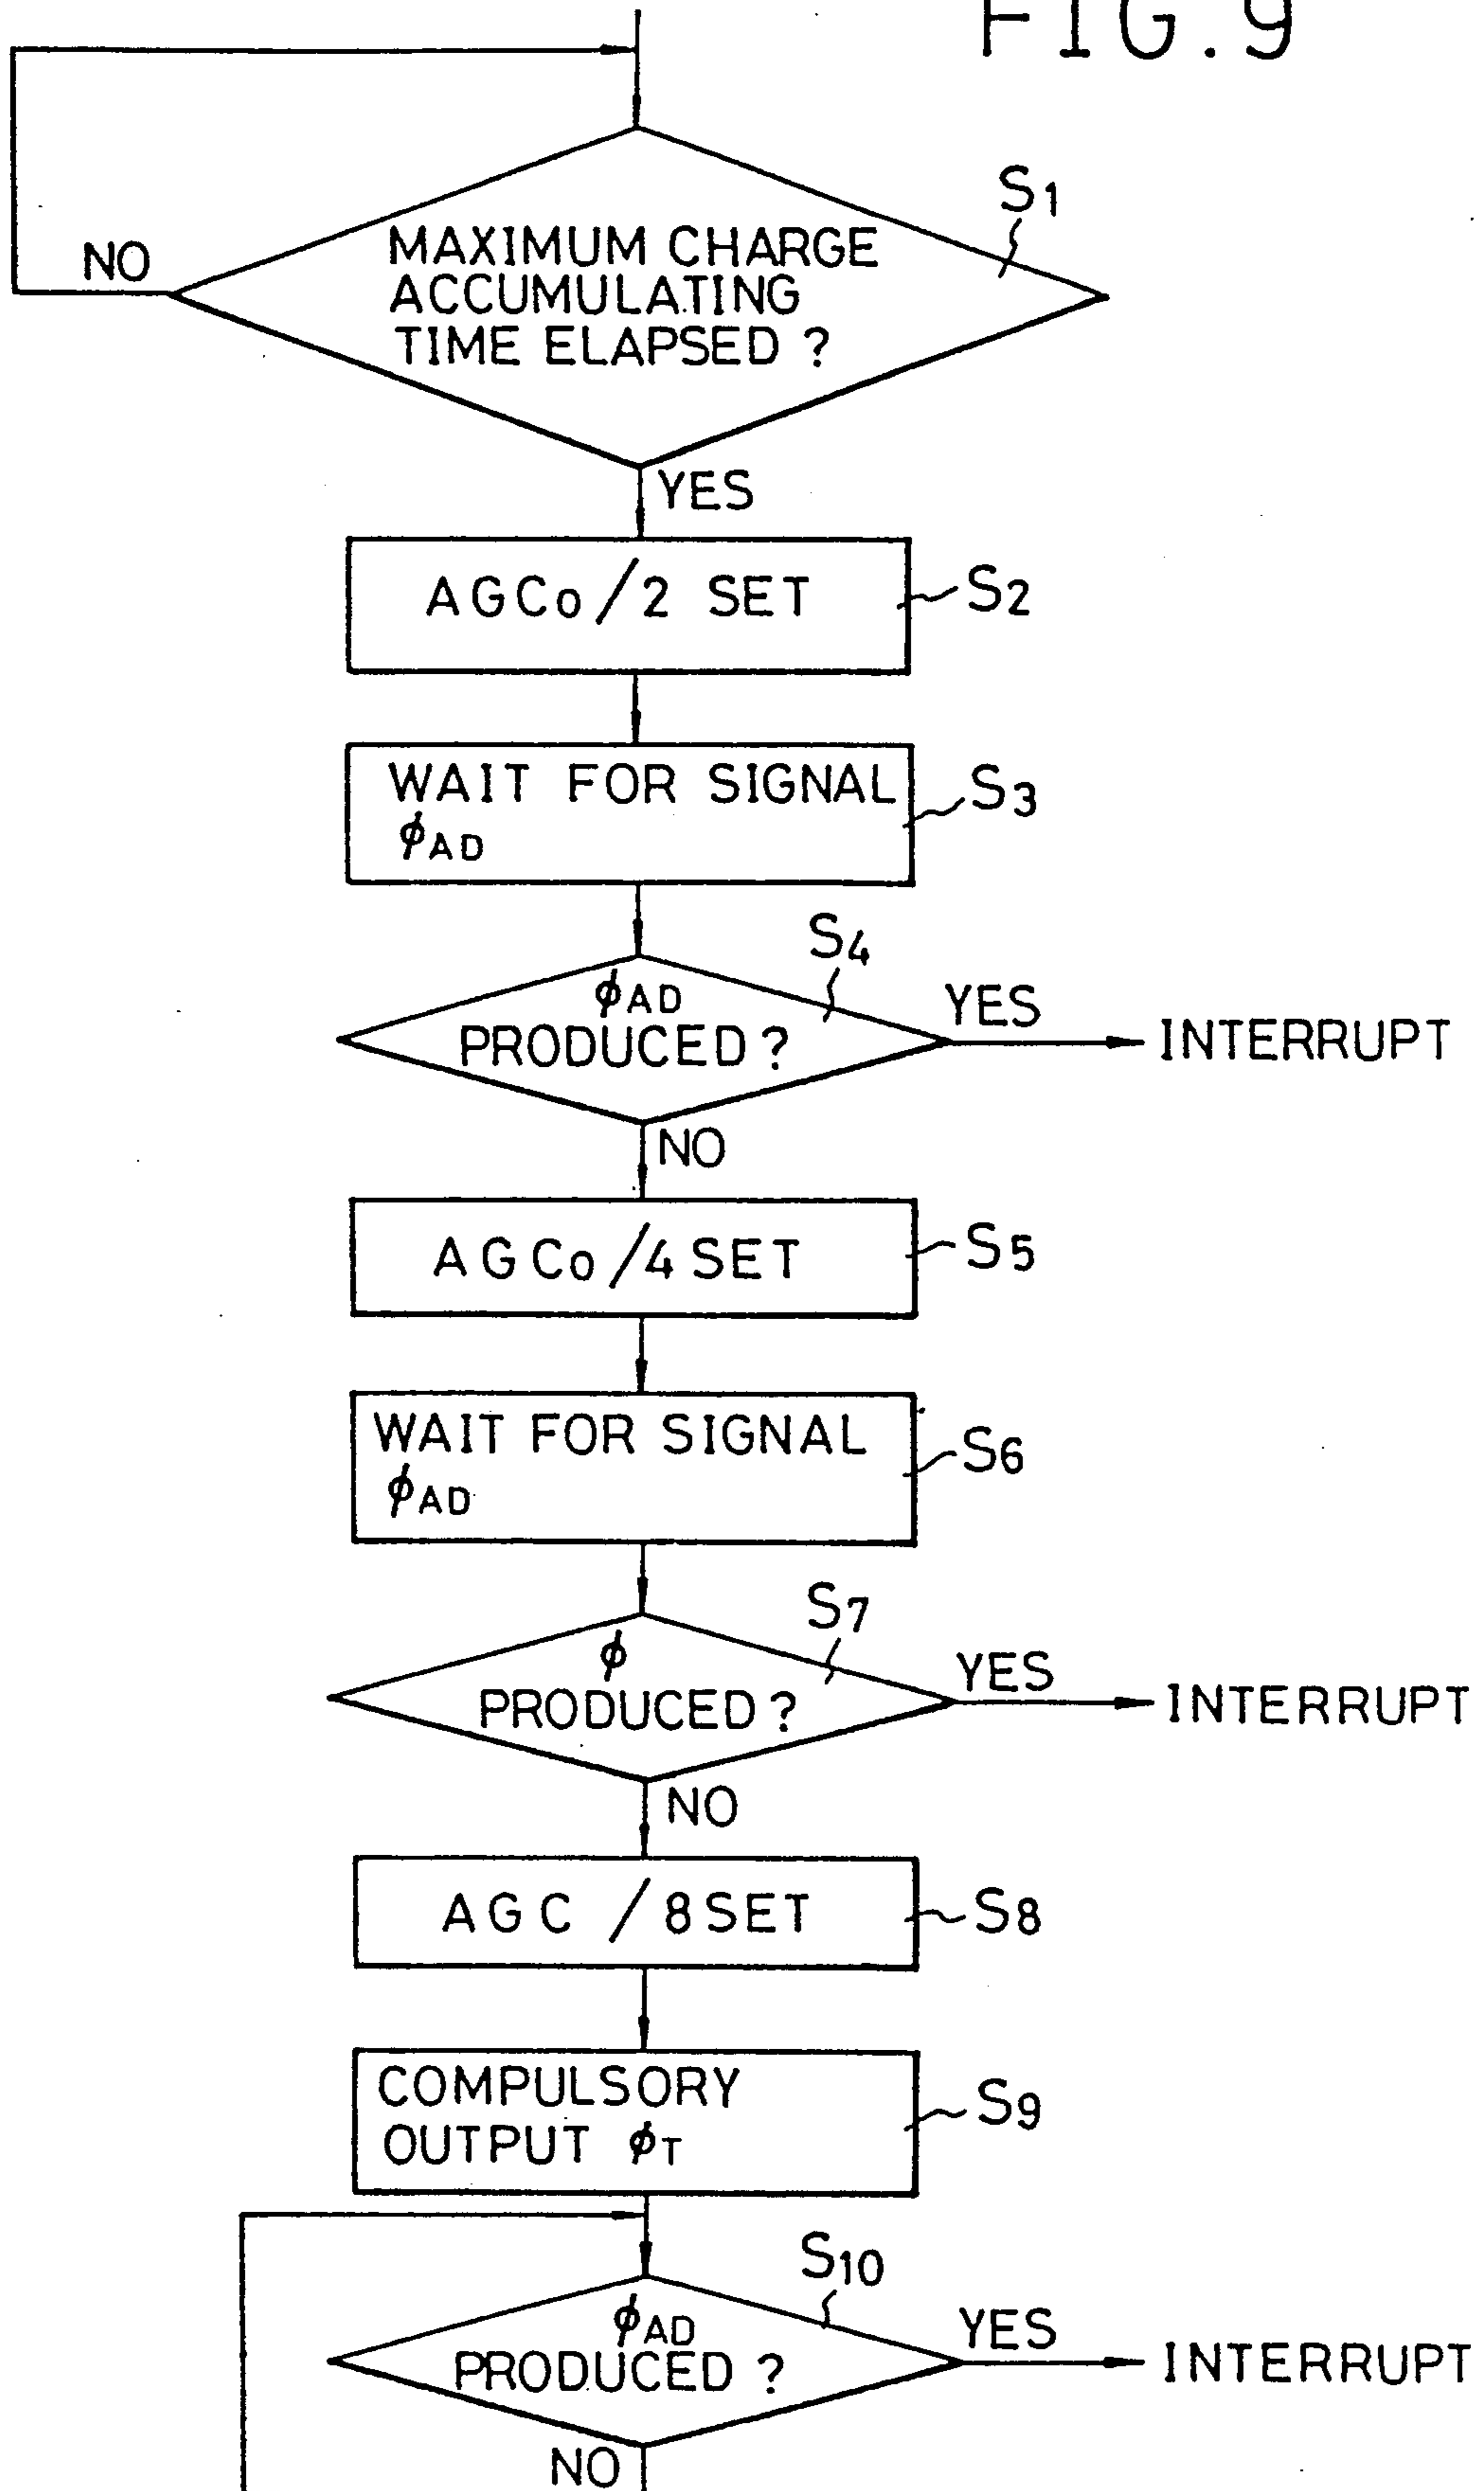 FIG.9
S1
MAXIMUM CHARGE
ACCUMULATING
TIME ELAPSED ?
NO
YES
AGCo/2 SET
S2
WAIT FOR SIGNAL
φAD
S3
S4
φAD
PRODUCED ?
YES
INTERRUPT
NO
AGCo/4 SET
S5
WAIT FOR SIGNAL
φAD
S6
S7
φ
PRODUCED ?
YES
INTERRUPT
NO
AGC /8 SET
S8
COMPULSORY
OUTPUT φT
S9
S10
φAD
PRODUCED ?
YES
INTERRUPT
NO